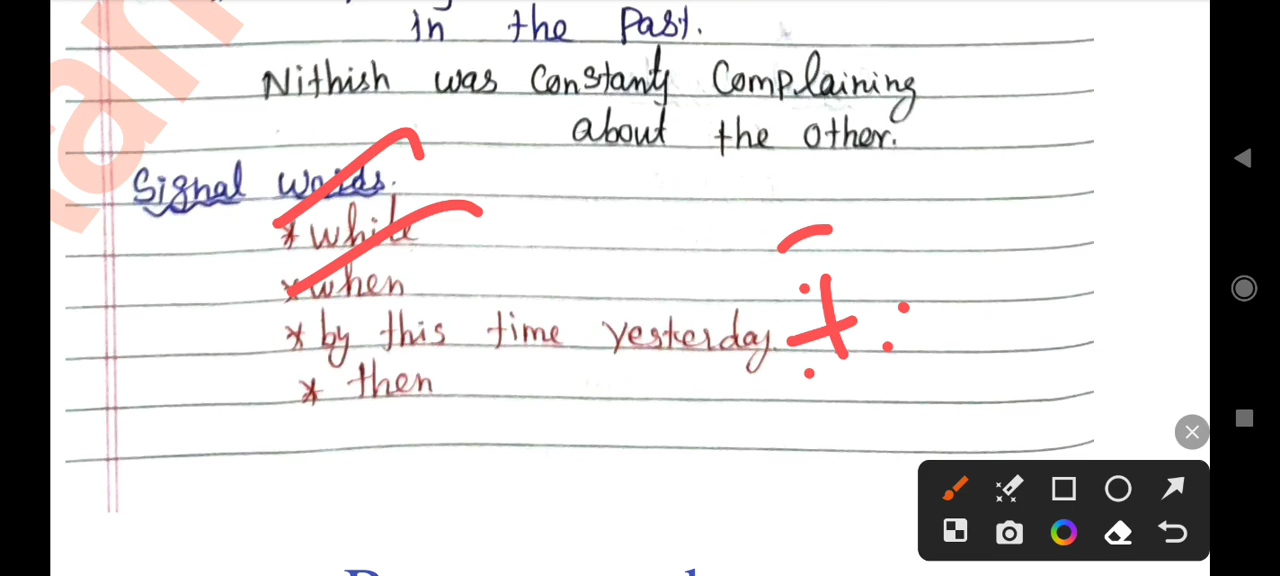 in the Past.
Nithish was Constanty Complaining
about the other.
Signal Words.
* while
* when
* by this time yesterday.
* then